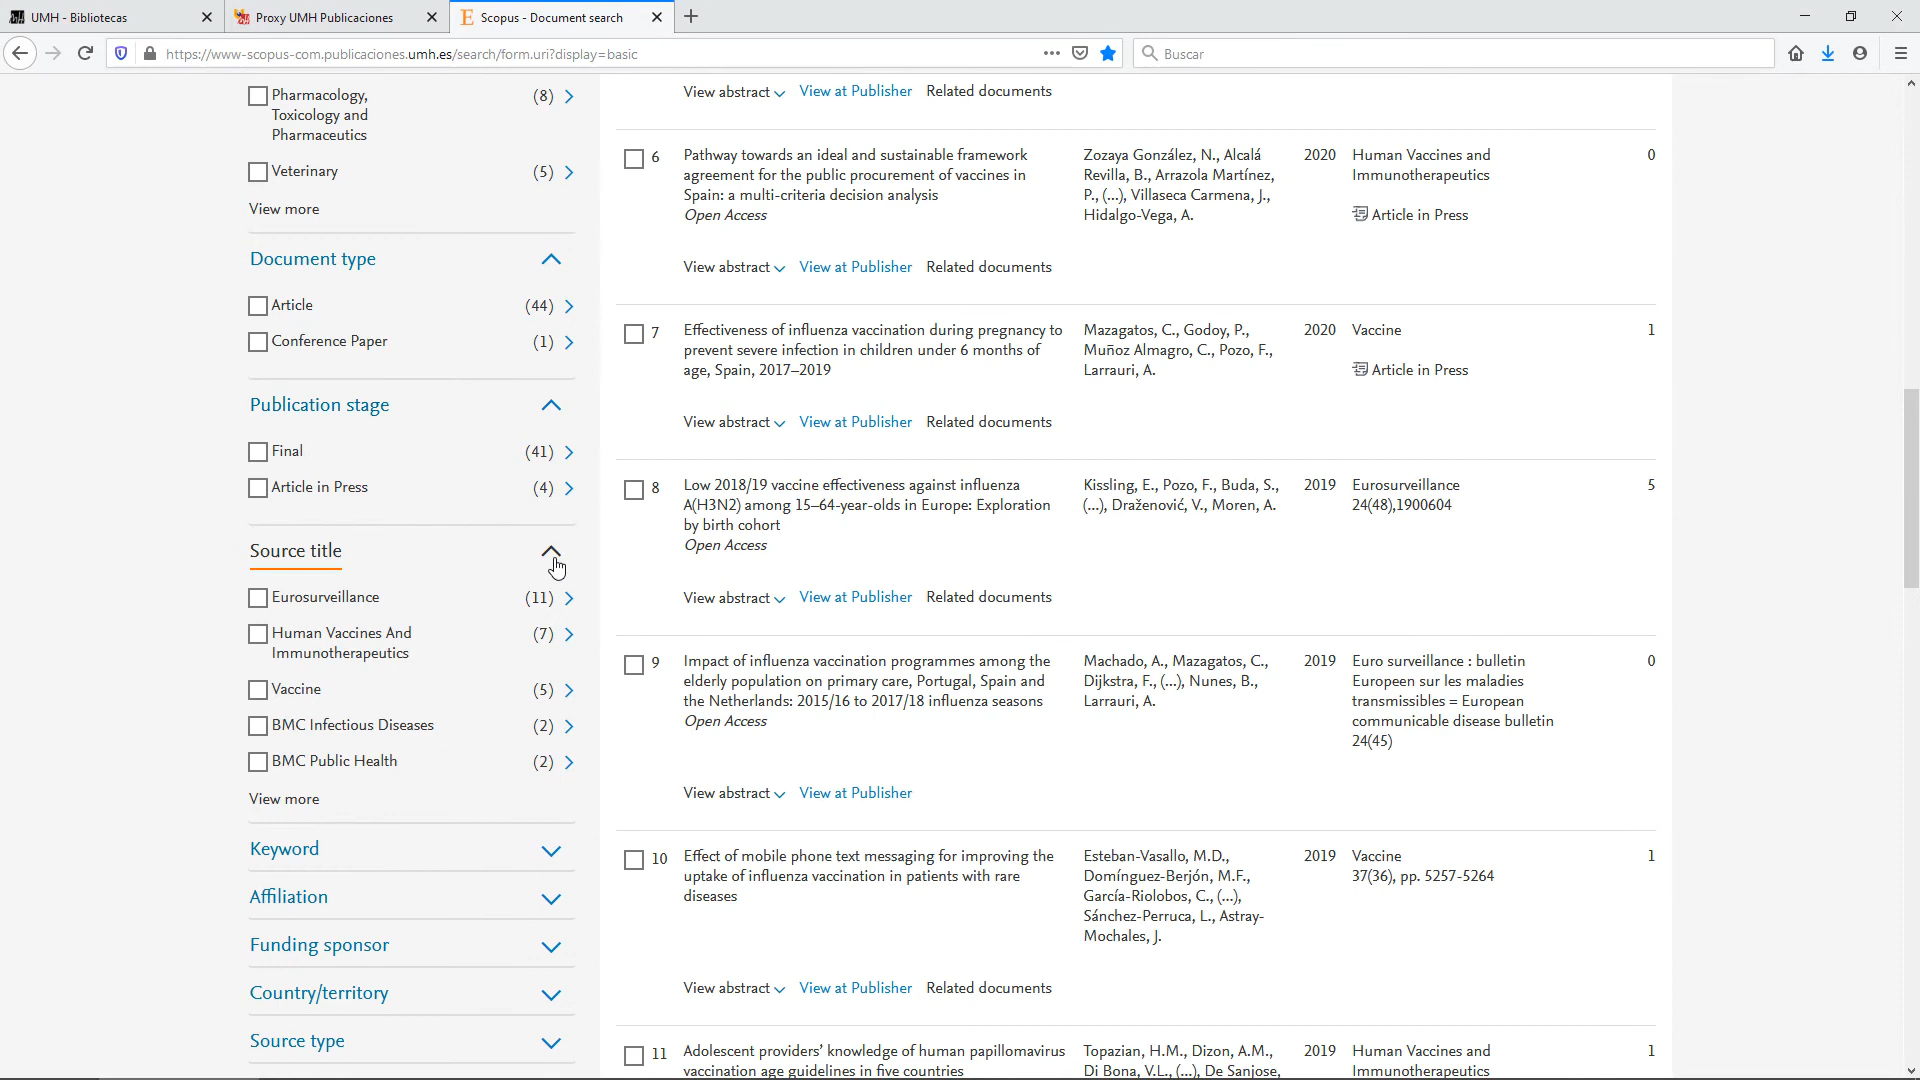 UMH - Bibliotecas
Proxy UMH Publicaciones
Scopus - Document search
https://www-scopus-com.publicaciones.umh.es/search/form.uri?display=basic
Buscar
Pharmacology, (8)
Toxicology and
Pharmaceutics
Veterinary (5)
View more
Document type
Article (44)
Conference Paper (1)
Publication stage
Final (41)
Article in Press (4)
Source title
Eurosurveillance (11)
Human Vaccines And (7)
Immunotherapeutics
Vaccine (5)
BMC Infectious Diseases (2)
BMC Public Health (2)
View more
Keyword
Affiliation
Funding sponsor
Country/territory
Source type
View abstract View at Publisher Related documents
6 Pathway towards an ideal and sustainable framework Zozaya González, N., Alcalá 2020 Human Vaccines and 0
agreement for the public procurement of vaccines in Revilla, B., Arrazola Martínez, Immunotherapeutics
Spain: a multi-criteria decision analysis P., (...), Villaseca Carmena, J.,
Open Access Hidalgo-Vega, A. Article in Press
View abstract View at Publisher Related documents
7 Effectiveness of influenza vaccination during pregnancy to Mazagatos, C., Godoy, P., 2020 Vaccine 1
prevent severe infection in children under 6 months of Muñoz Almagro, C., Pozo, F.,
age, Spain, 2017–2019 Larrauri, A. Article in Press
View abstract View at Publisher Related documents
8 Low 2018/19 vaccine effectiveness against influenza Kissling, E., Pozo, F., Buda, S., 2019 Eurosurveillance 5
A(H3N2) among 15–64-year-olds in Europe: Exploration (...), Draženović, V., Moren, A. 24(48),1900604
by birth cohort
Open Access
View abstract View at Publisher Related documents
9 Impact of influenza vaccination programmes among the Machado, A., Mazagatos, C., 2019 Euro surveillance : bulletin 0
elderly population on primary care, Portugal, Spain and Dijkstra, F., (...), Nunes, B., Europeen sur les maladies
the Netherlands: 2015/16 to 2017/18 influenza seasons Larrauri, A. transmissibles = European
Open Access communicable disease bulletin
24(45)
View abstract View at Publisher
10 Effect of mobile phone text messaging for improving the Esteban-Vasallo, M.D., 2019 Vaccine 1
uptake of influenza vaccination in patients with rare Domínguez-Berjón, M.F., 37(36), pp. 5257-5264
diseases García-Riolobos, C., (...),
Sánchez-Perruca, L., Astray-
Mochales, J.
View abstract View at Publisher Related documents
11 Adolescent providers' knowledge of human papillomavirus Topazian, H.M., Dizon, A.M., 2019 Human Vaccines and 1
vaccination age guidelines in five countries Di Bona, V.L., (...), De Sanjose, Immunotherapeutics